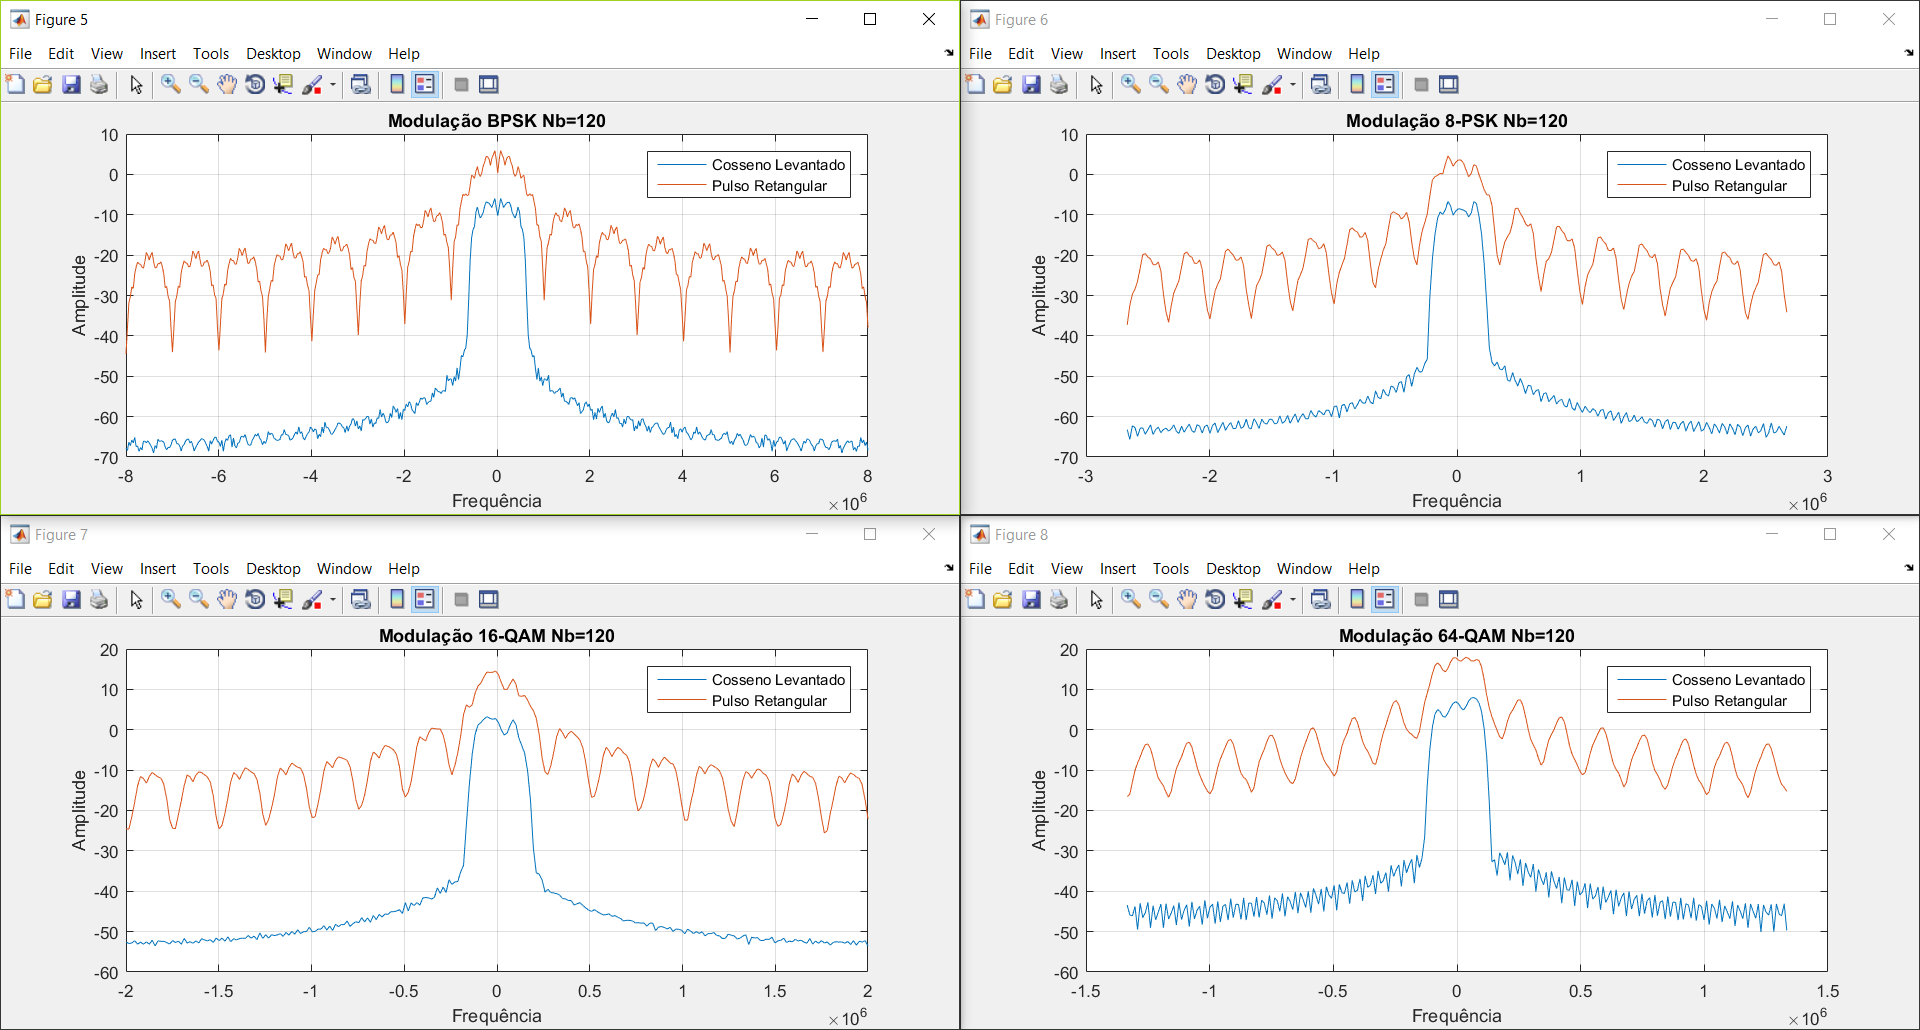 Figure 5
File Edit View Insert Tools Desktop Window Help
Modulação BPSK Nb=120
10
0
-10
-20
-30
-40
-50
-60
-70
Amplitude
Cosseno Levantado
Pulso Retangular
-8 -6 -4 -2 0 2 4 6 8
Frequência
×10^6
Figure 6
File Edit View Insert Tools Desktop Window Help
Modulação 8-PSK Nb=120
10
0
-10
-20
-30
-40
-50
-60
-70
Amplitude
Cosseno Levantado
Pulso Retangular
-3 -2 -1 0 1 2 3
Frequência
×10^6
Figure 7
File Edit View Insert Tools Desktop Window Help
Modulação 16-QAM Nb=120
20
10
0
-10
-20
-30
-40
-50
-60
Amplitude
Cosseno Levantado
Pulso Retangular
-2 -1.5 -1 -0.5 0 0.5 1 1.5 2
Frequência
×10^6
Figure 8
File Edit View Insert Tools Desktop Window Help
Modulação 64-QAM Nb=120
20
10
0
-10
-20
-30
-40
-50
-60
Amplitude
Cosseno Levantado
Pulso Retangular
-1.5 -1 -0.5 0 0.5 1 1.5
Frequência
×10^6